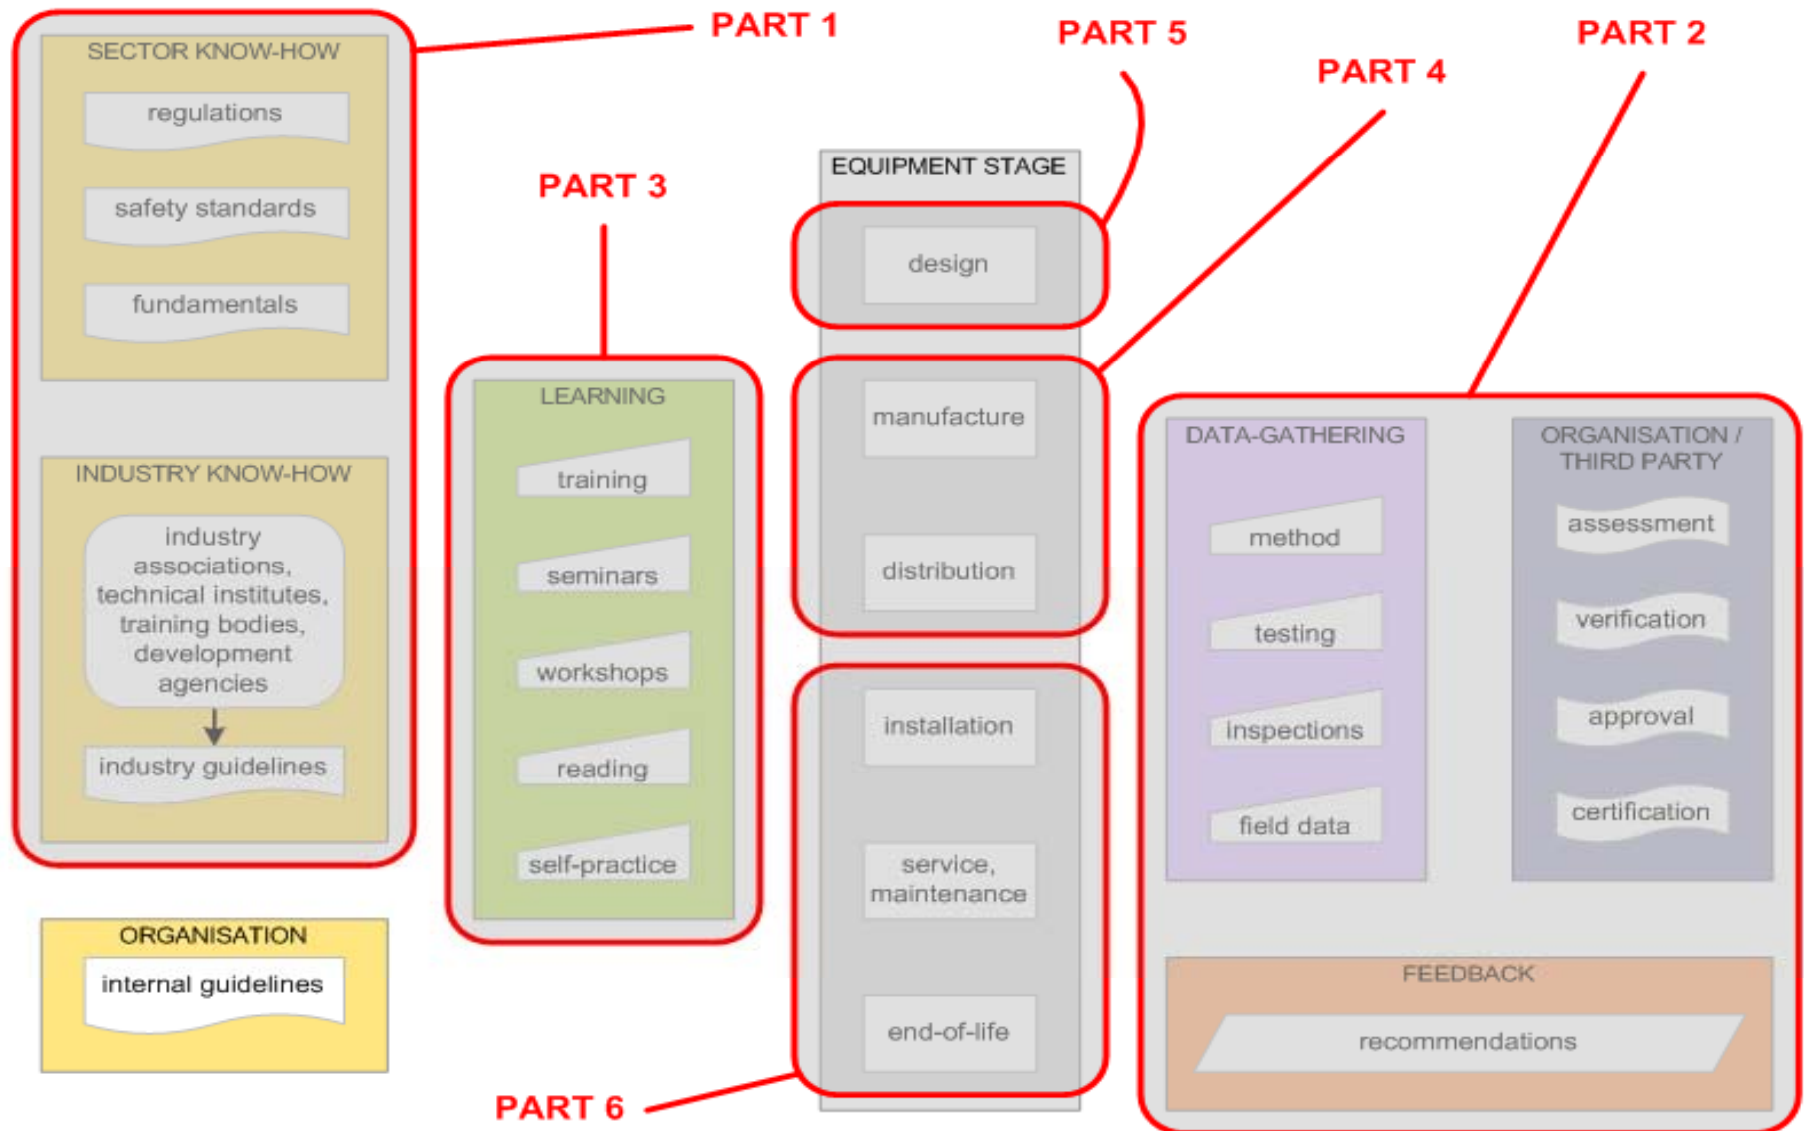 PART 1
SECTOR KNOW-HOW
regulations
safety standards
fundamentals
INDUSTRY KNOW-HOW
industry
associations,
technical institutes,
training bodies,
development
agencies
industry guidelines
ORGANISATION
internal guidelines
PART 3
LEARNING
training
seminars
workshops
reading
self-practice
PART 5
PART 4
EQUIPMENT STAGE
design
manufacture
distribution
installation
service,
maintenance
end-of-life
PART 6
PART 2
DATA-GATHERING
method
testing
inspections
field data
ORGANISATION /
THIRD PARTY
assessment
verification
approval
certification
FEEDBACK
recommendations